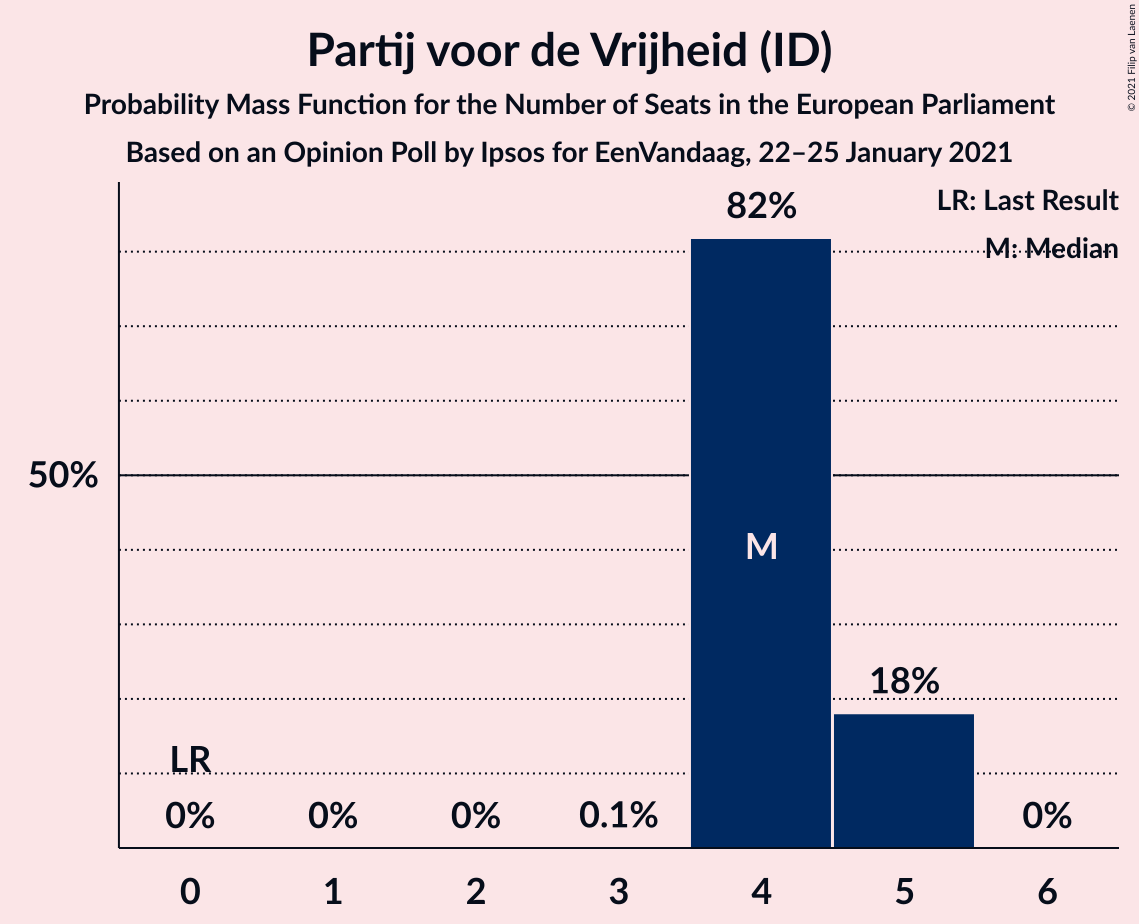 Partij voor de Vrijheid (ID)
Probability Mass Function for the Number of Seats in the European Parliament
Based on an Opinion Poll by Ipsos for EenVandaag, 22–25 January 2021
© 2021 Filip van Laenen
LR: Last Result
M: Median
82%
50%
M
18%
LR
0%
0%
0%
0.1%
0%
0
1
2
3
4
5
6